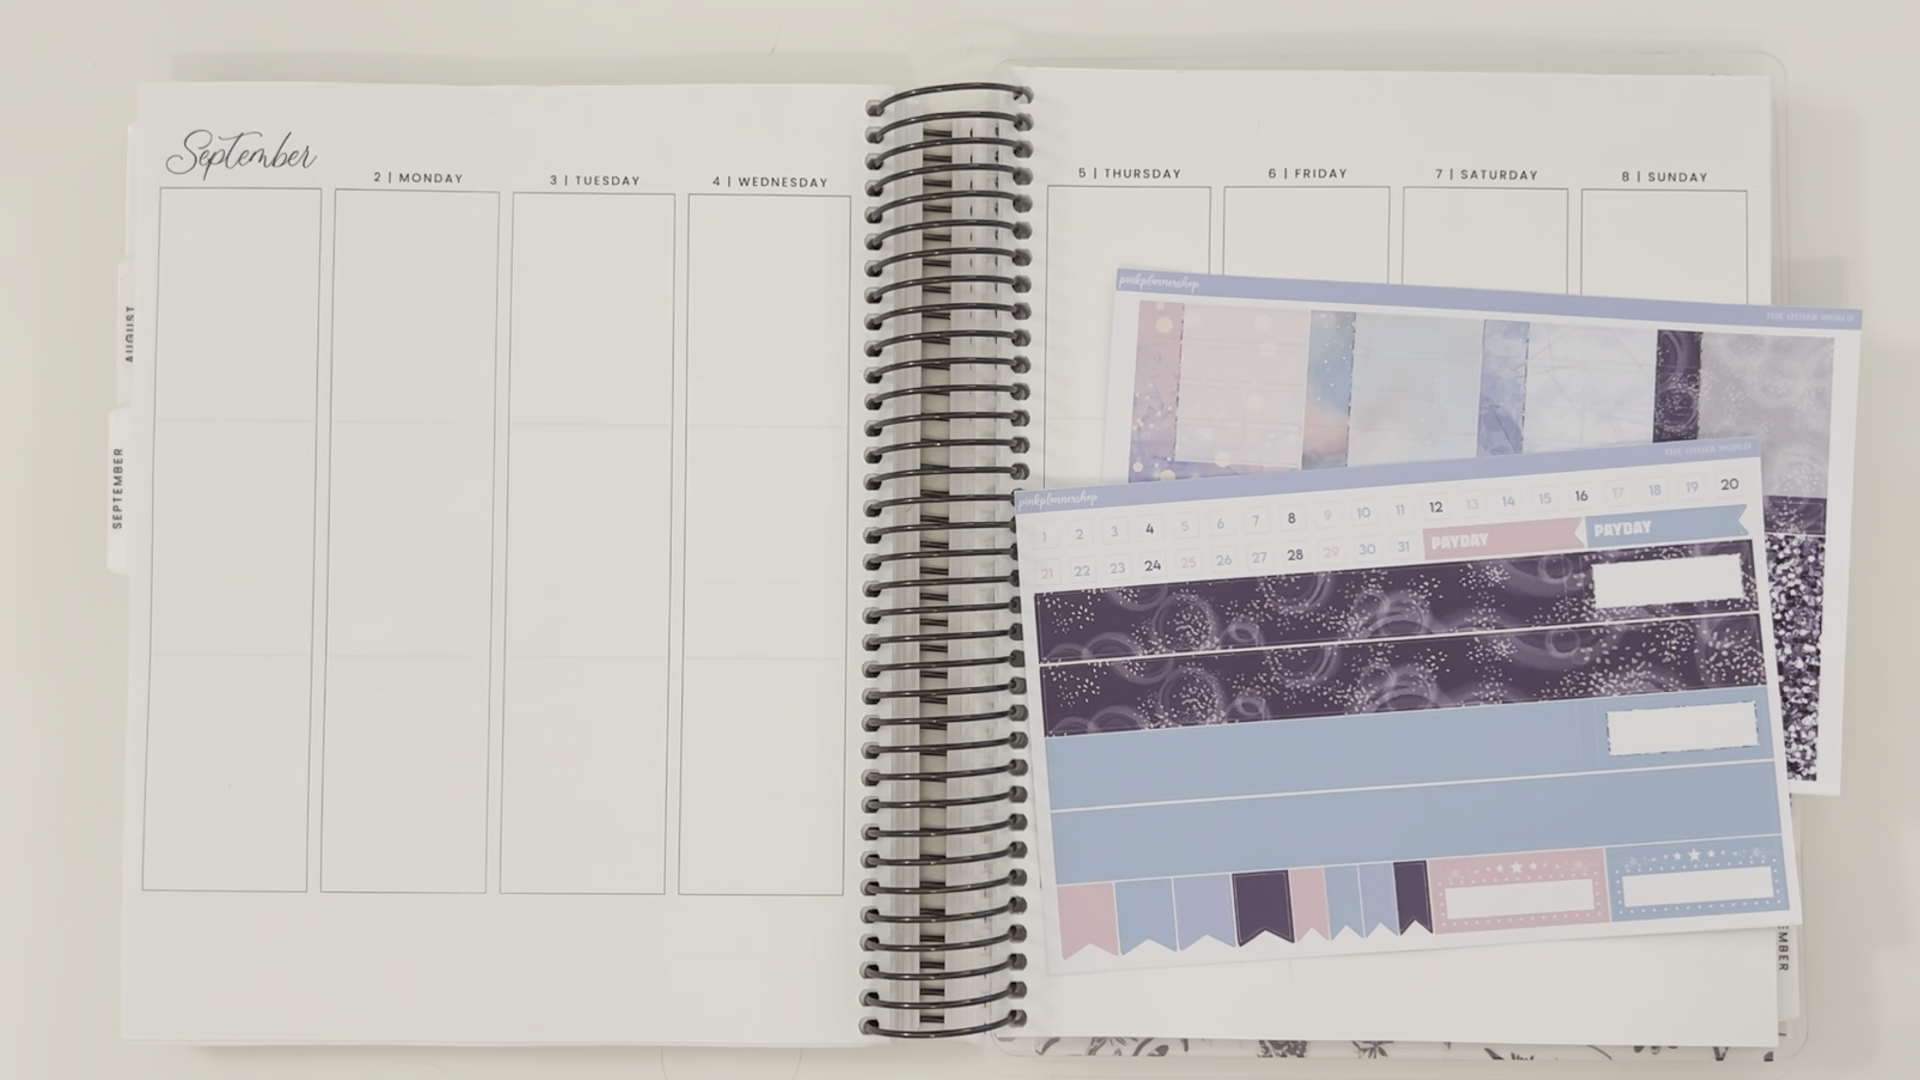 September
2 | MONDAY
3 | TUESDAY
4 | WEDNESDAY
5 | THURSDAY
6 | FRIDAY
7 | SATURDAY
8 | SUNDAY
AUGUST
SEPTEMBER
pinkplannershop
THE OTHER WORLD
pinkplannershop
THE OTHER WORLD
1 2 3 4 5 6 7 8 9 10 11 12 13 14 15 16 17 18 19 20
21 22 23 24 25 26 27 28 29 30 31
PAYDAY
PAYDAY
MBER